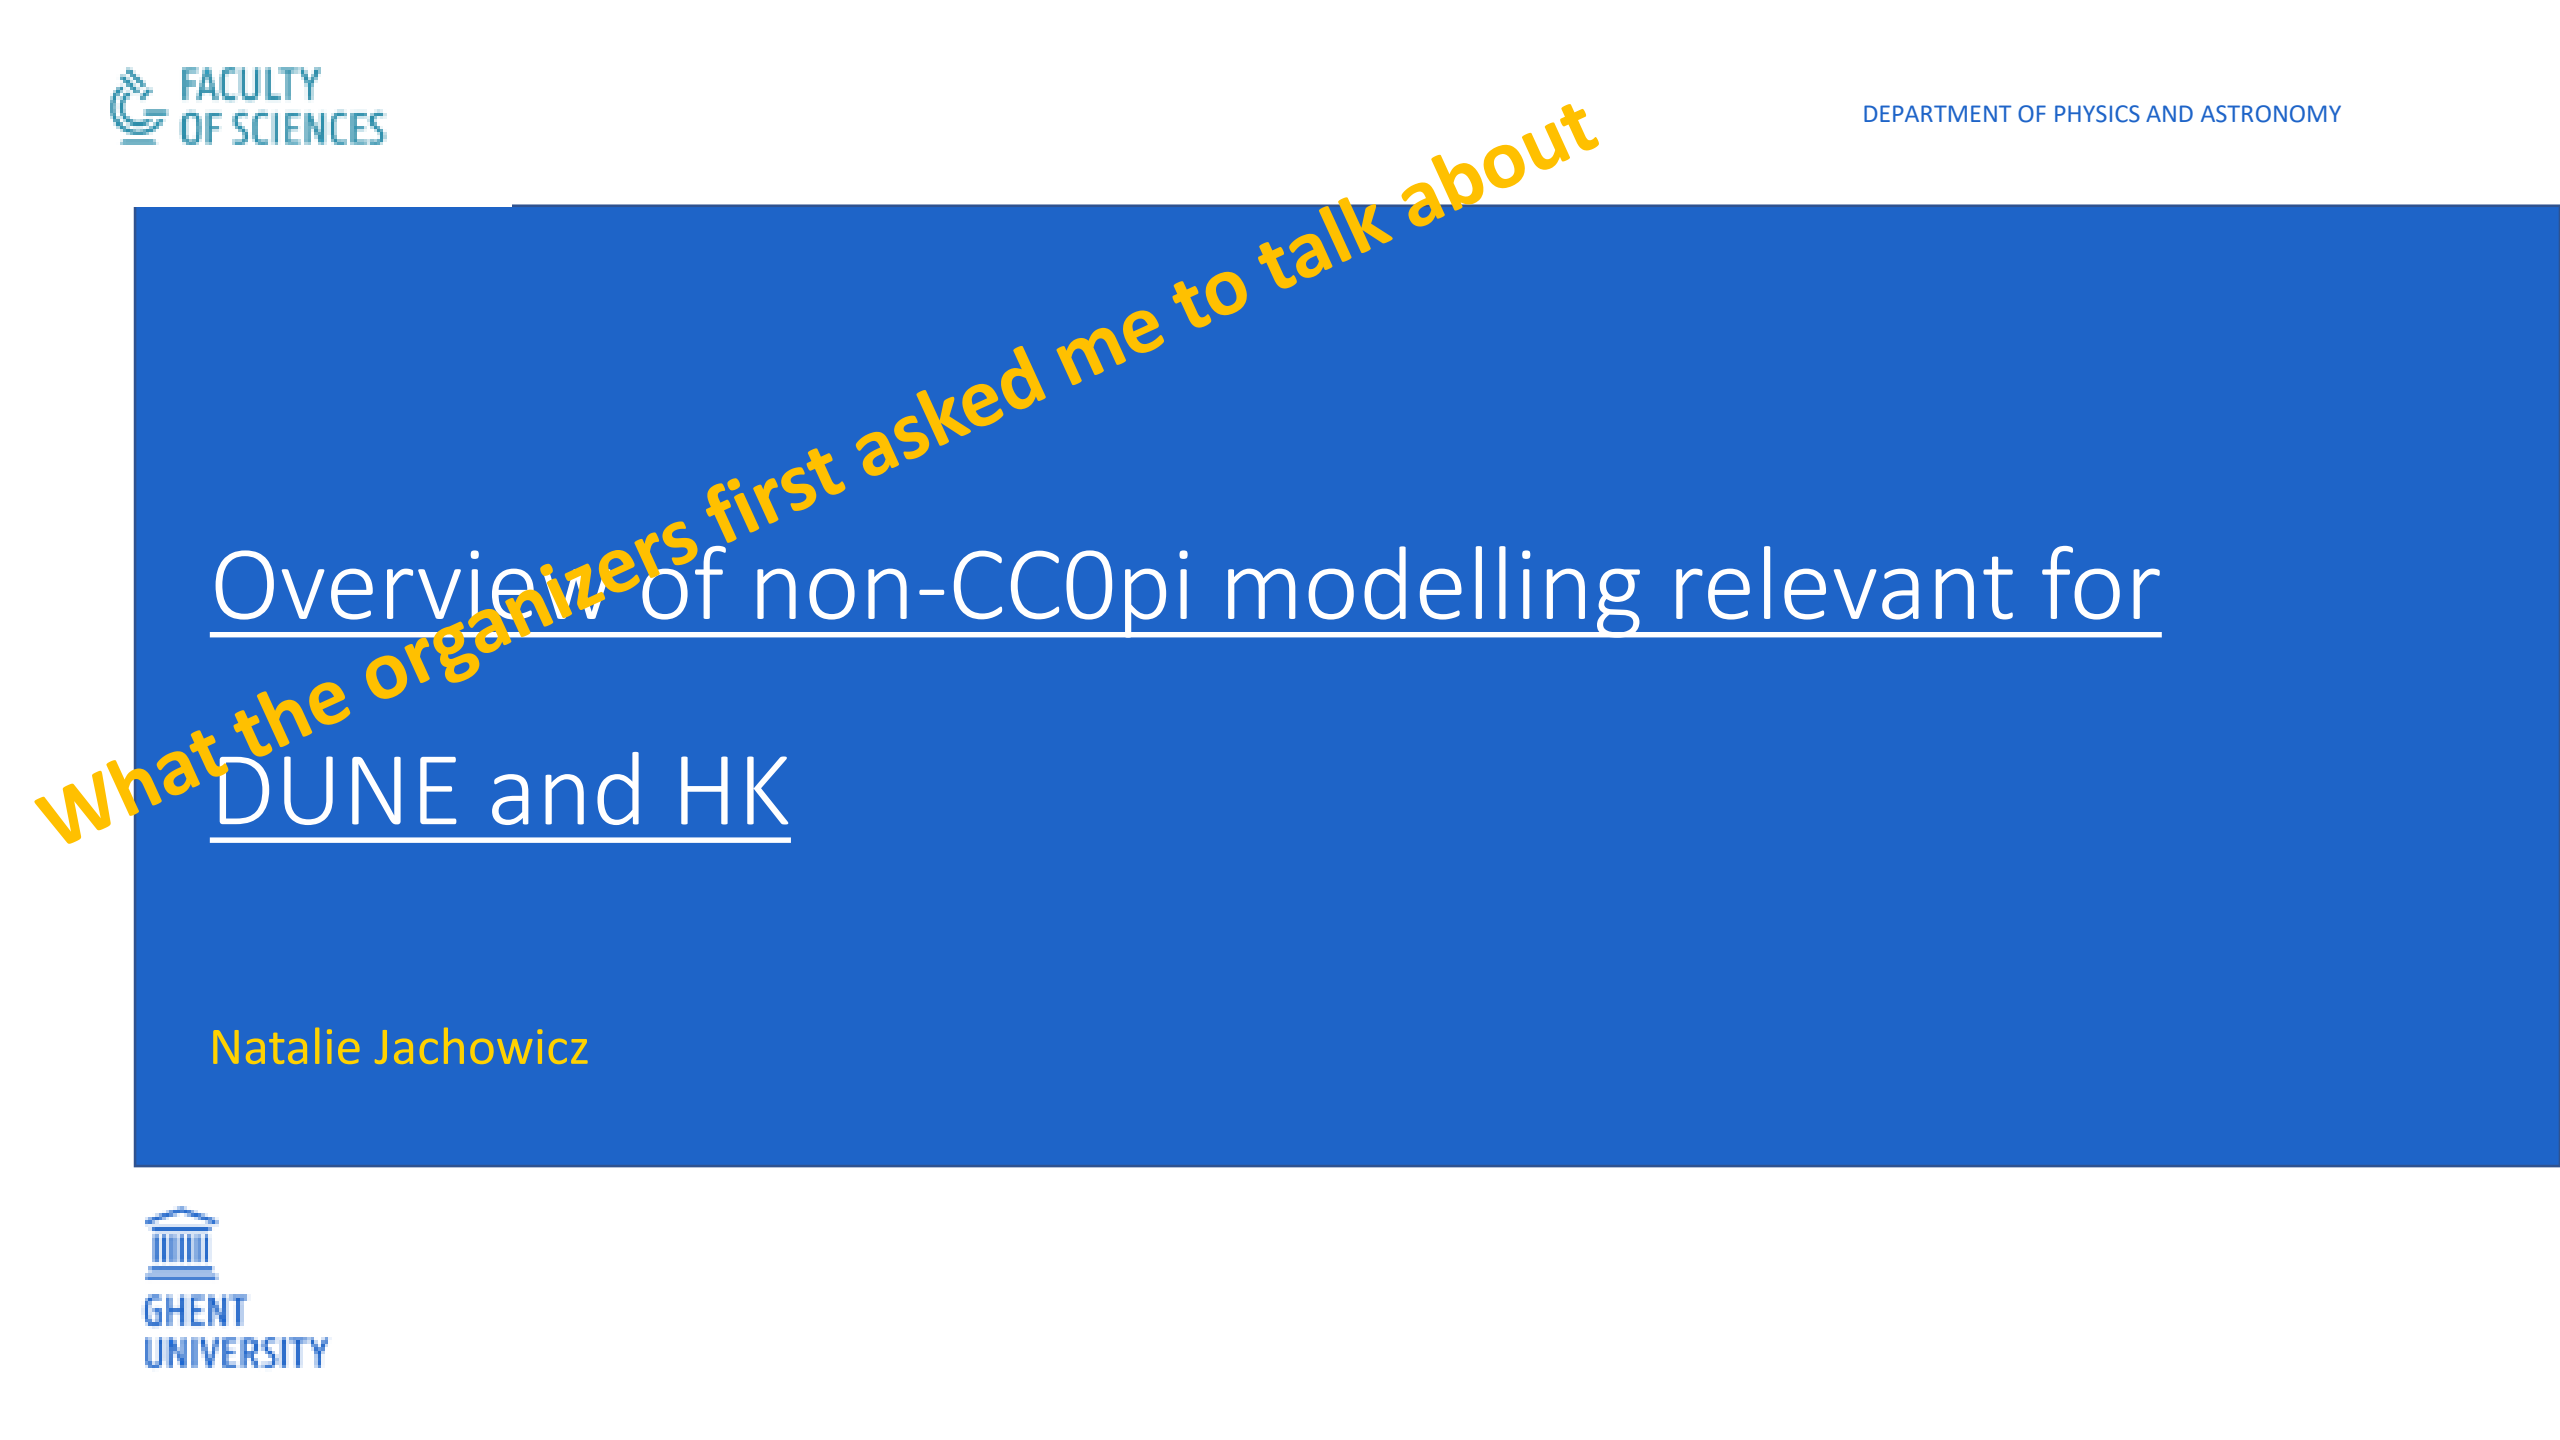 FACULTY
OF SCIENCES
DEPARTMENT OF PHYSICS AND ASTRONOMY
What the organizers first asked me to talk about
Overview of non-CC0pi modelling relevant for
DUNE and HK
Natalie Jachowicz
GHENT
UNIVERSITY